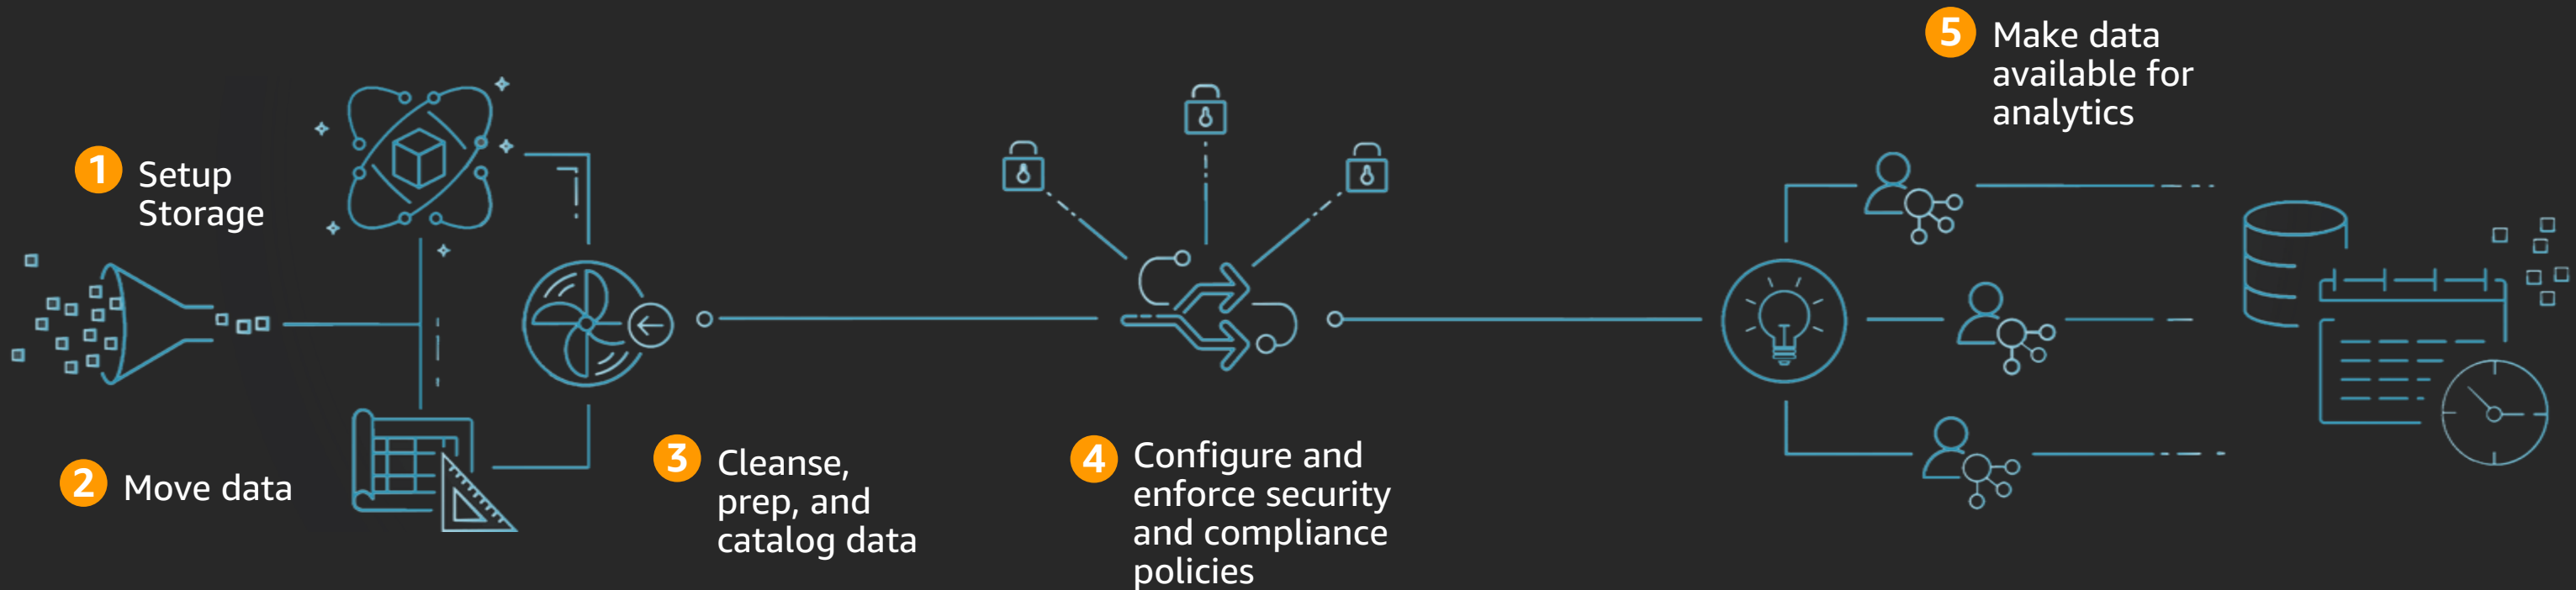 1 Setup
Storage
2 Move data
3 Cleanse,
prep, and
catalog data
4 Configure and
enforce security
and compliance
policies
5 Make data
available for
analytics